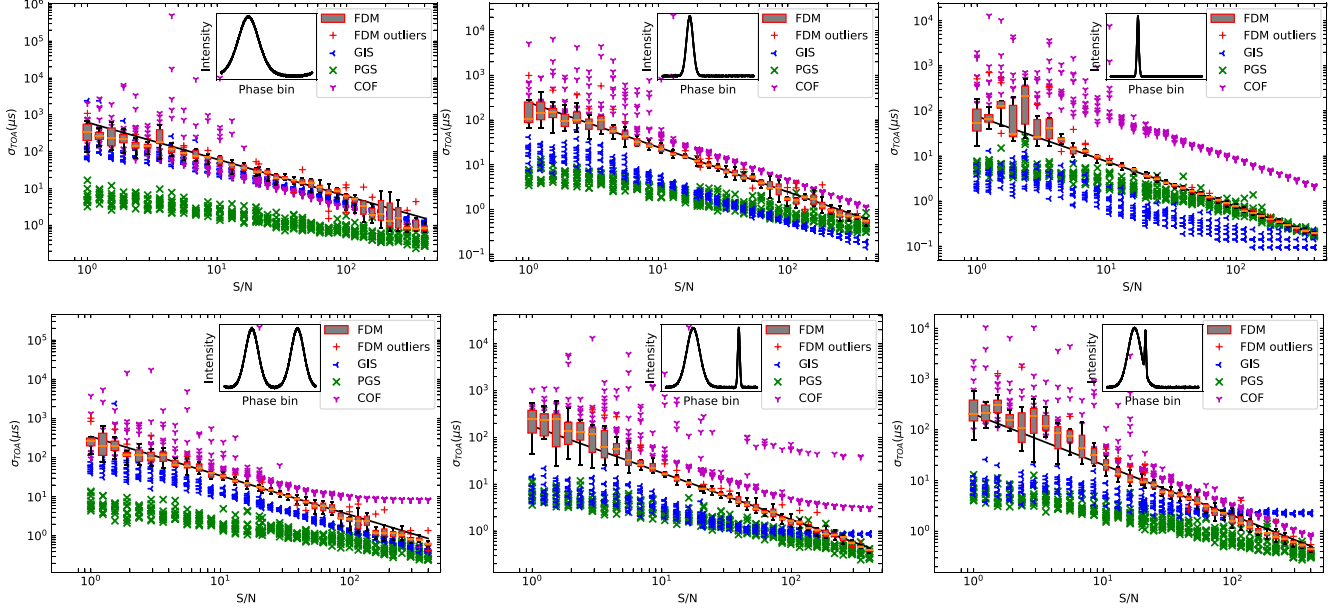 10⁶
10⁵
10⁴
10³
10²
10¹
10⁰
σTOA(μs)
Intensity
Phase bin
FDM
FDM outliers
GIS
PGS
COF
10⁰ 10¹ 10²
S/N
10⁴
10³
10²
10¹
10⁰
10⁻¹
σTOA(μs)
Intensity
Phase bin
FDM
FDM outliers
GIS
PGS
COF
10⁰ 10¹ 10²
S/N
10⁴
10³
10²
10¹
10⁰
10⁻¹
σTOA(μs)
Intensity
Phase bin
FDM
FDM outliers
GIS
PGS
COF
10⁰ 10¹ 10²
S/N
10⁵
10⁴
10³
10²
10¹
10⁰
σTOA(μs)
Intensity
Phase bin
FDM
FDM outliers
GIS
PGS
COF
10⁰ 10¹ 10²
S/N
10⁴
10³
10²
10¹
10⁰
σTOA(μs)
Intensity
Phase bin
FDM
FDM outliers
GIS
PGS
COF
10⁰ 10¹ 10²
S/N
10⁴
10³
10²
10¹
10⁰
σTOA(μs)
Intensity
Phase bin
FDM
FDM outliers
GIS
PGS
COF
10⁰ 10¹ 10²
S/N